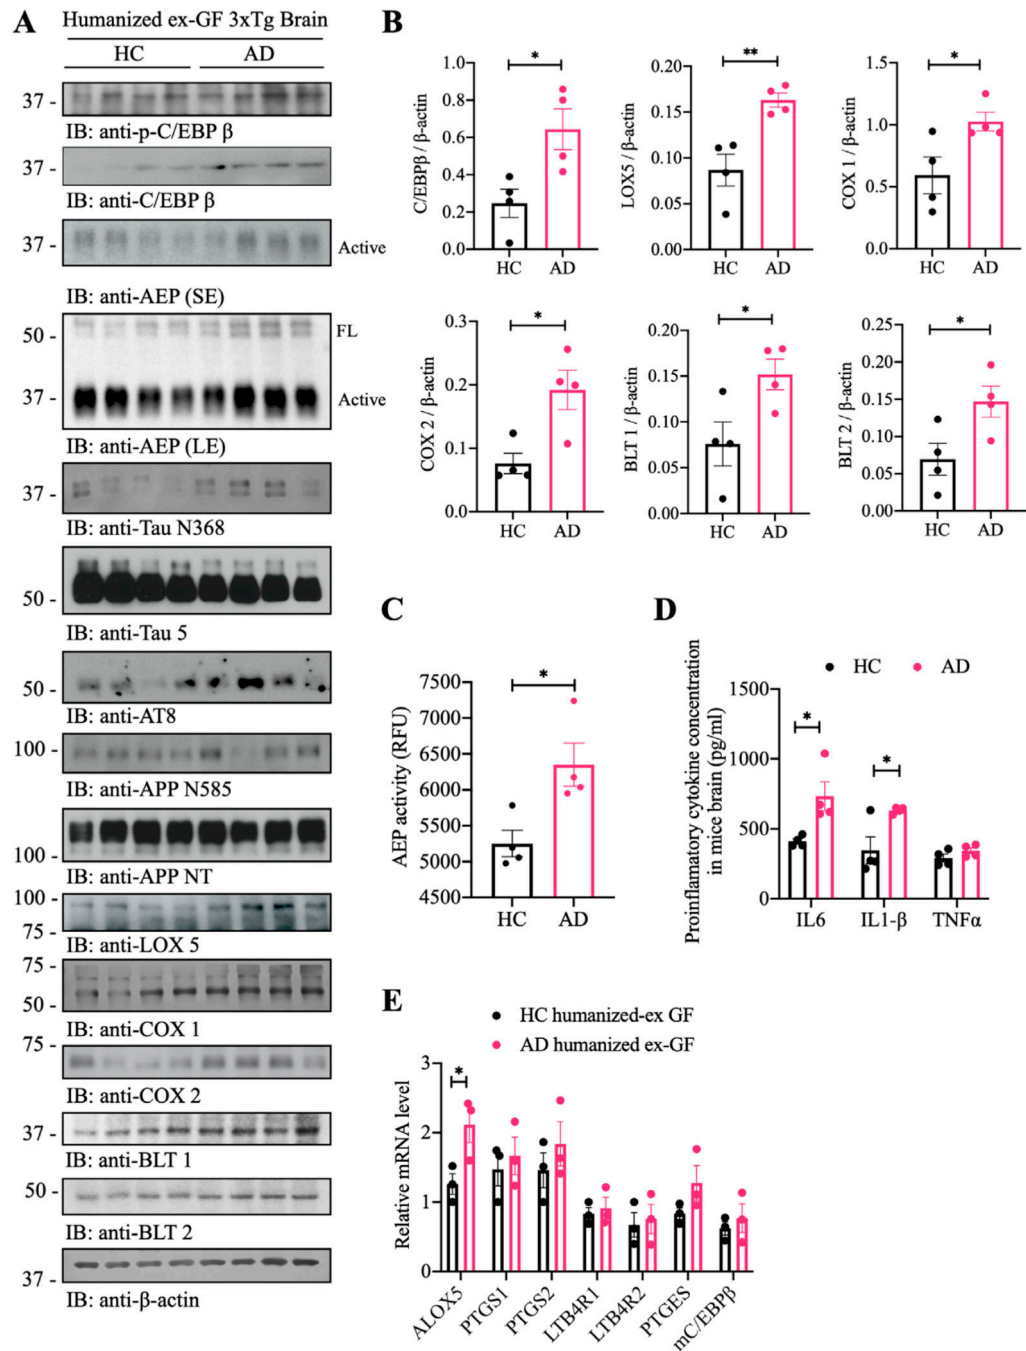 A
Humanized ex-GF 3xTg Brain
HC AD
37 -
IB: anti-p-C/EBP β
37 -
IB: anti-C/EBP β
37 - Active
IB: anti-AEP (SE)
50 - FL
37 - Active
IB: anti-AEP (LE)
37 -
IB: anti-Tau N368
50 -
IB: anti-Tau 5
50 -
IB: anti-AT8
100 -
IB: anti-APP N585
100 -
IB: anti-APP NT
100 -
75 -
IB: anti-LOX 5
75 -
50 -
IB: anti-COX 1
75 -
IB: anti-COX 2
37 -
IB: anti-BLT 1
50 -
IB: anti-BLT 2
37 -
IB: anti-β-actin
B
C/EBPβ / β-actin
1.0
0.8
0.6
0.4
0.2
0.0
*
HC AD
LOX5 / β-actin
0.20
0.15
0.10
0.05
0.00
**
HC AD
COX 1 / β-actin
1.5
1.0
0.5
0.0
*
HC AD
COX 2 / β-actin
0.3
0.2
0.1
0.0
*
HC AD
BLT 1 / β-actin
0.20
0.15
0.10
0.05
0.00
*
HC AD
BLT 2 / β-actin
0.25
0.20
0.15
0.10
0.05
0.00
*
HC AD
C
AEP activity (RFU)
7500
7000
6500
6000
5500
5000
4500
*
HC AD
D
HC AD
Proinflamatory cytokine concentration
in mice brain (pg/ml)
1500
1000
500
0
* *
IL6 IL1-β TNFα
E
HC humanized-ex GF
AD humanized ex-GF
Relative mRNA level
3
2
1
0
*
ALOX5 PTGS1 PTGS2 LTB4R1 LTB4R2 PTGES mC/EBPβ